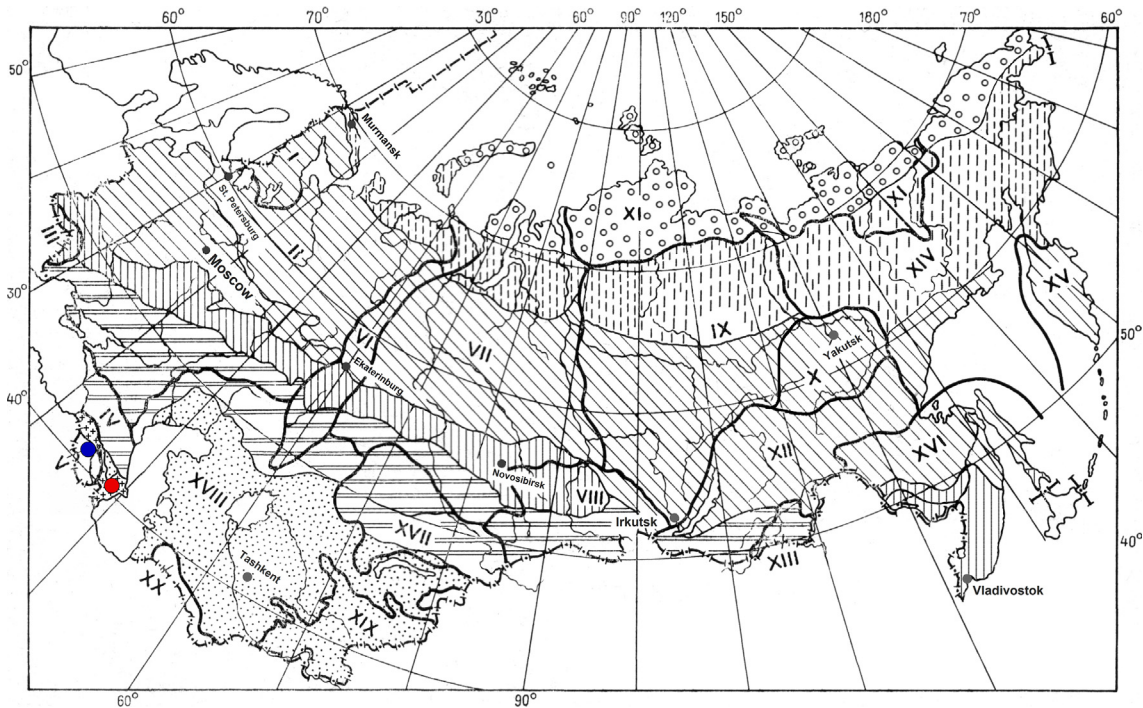 60° 70° 30° 60° 90° 120° 150° 180° 70° 60°
50°
Murmansk
I
XI
St. Petersburg
XI
III
II
Moscow
XIV
XV
30°
IX
50°
VI
VII
Yakutsk
Ekaterinburg
X
40°
IV
XVI
V
XII
Novosibirsk
XVIII
VIII
Irkutsk
XVII
40°
XIII
Tashkent
XX
Vladivostok
XIX
60° 90°